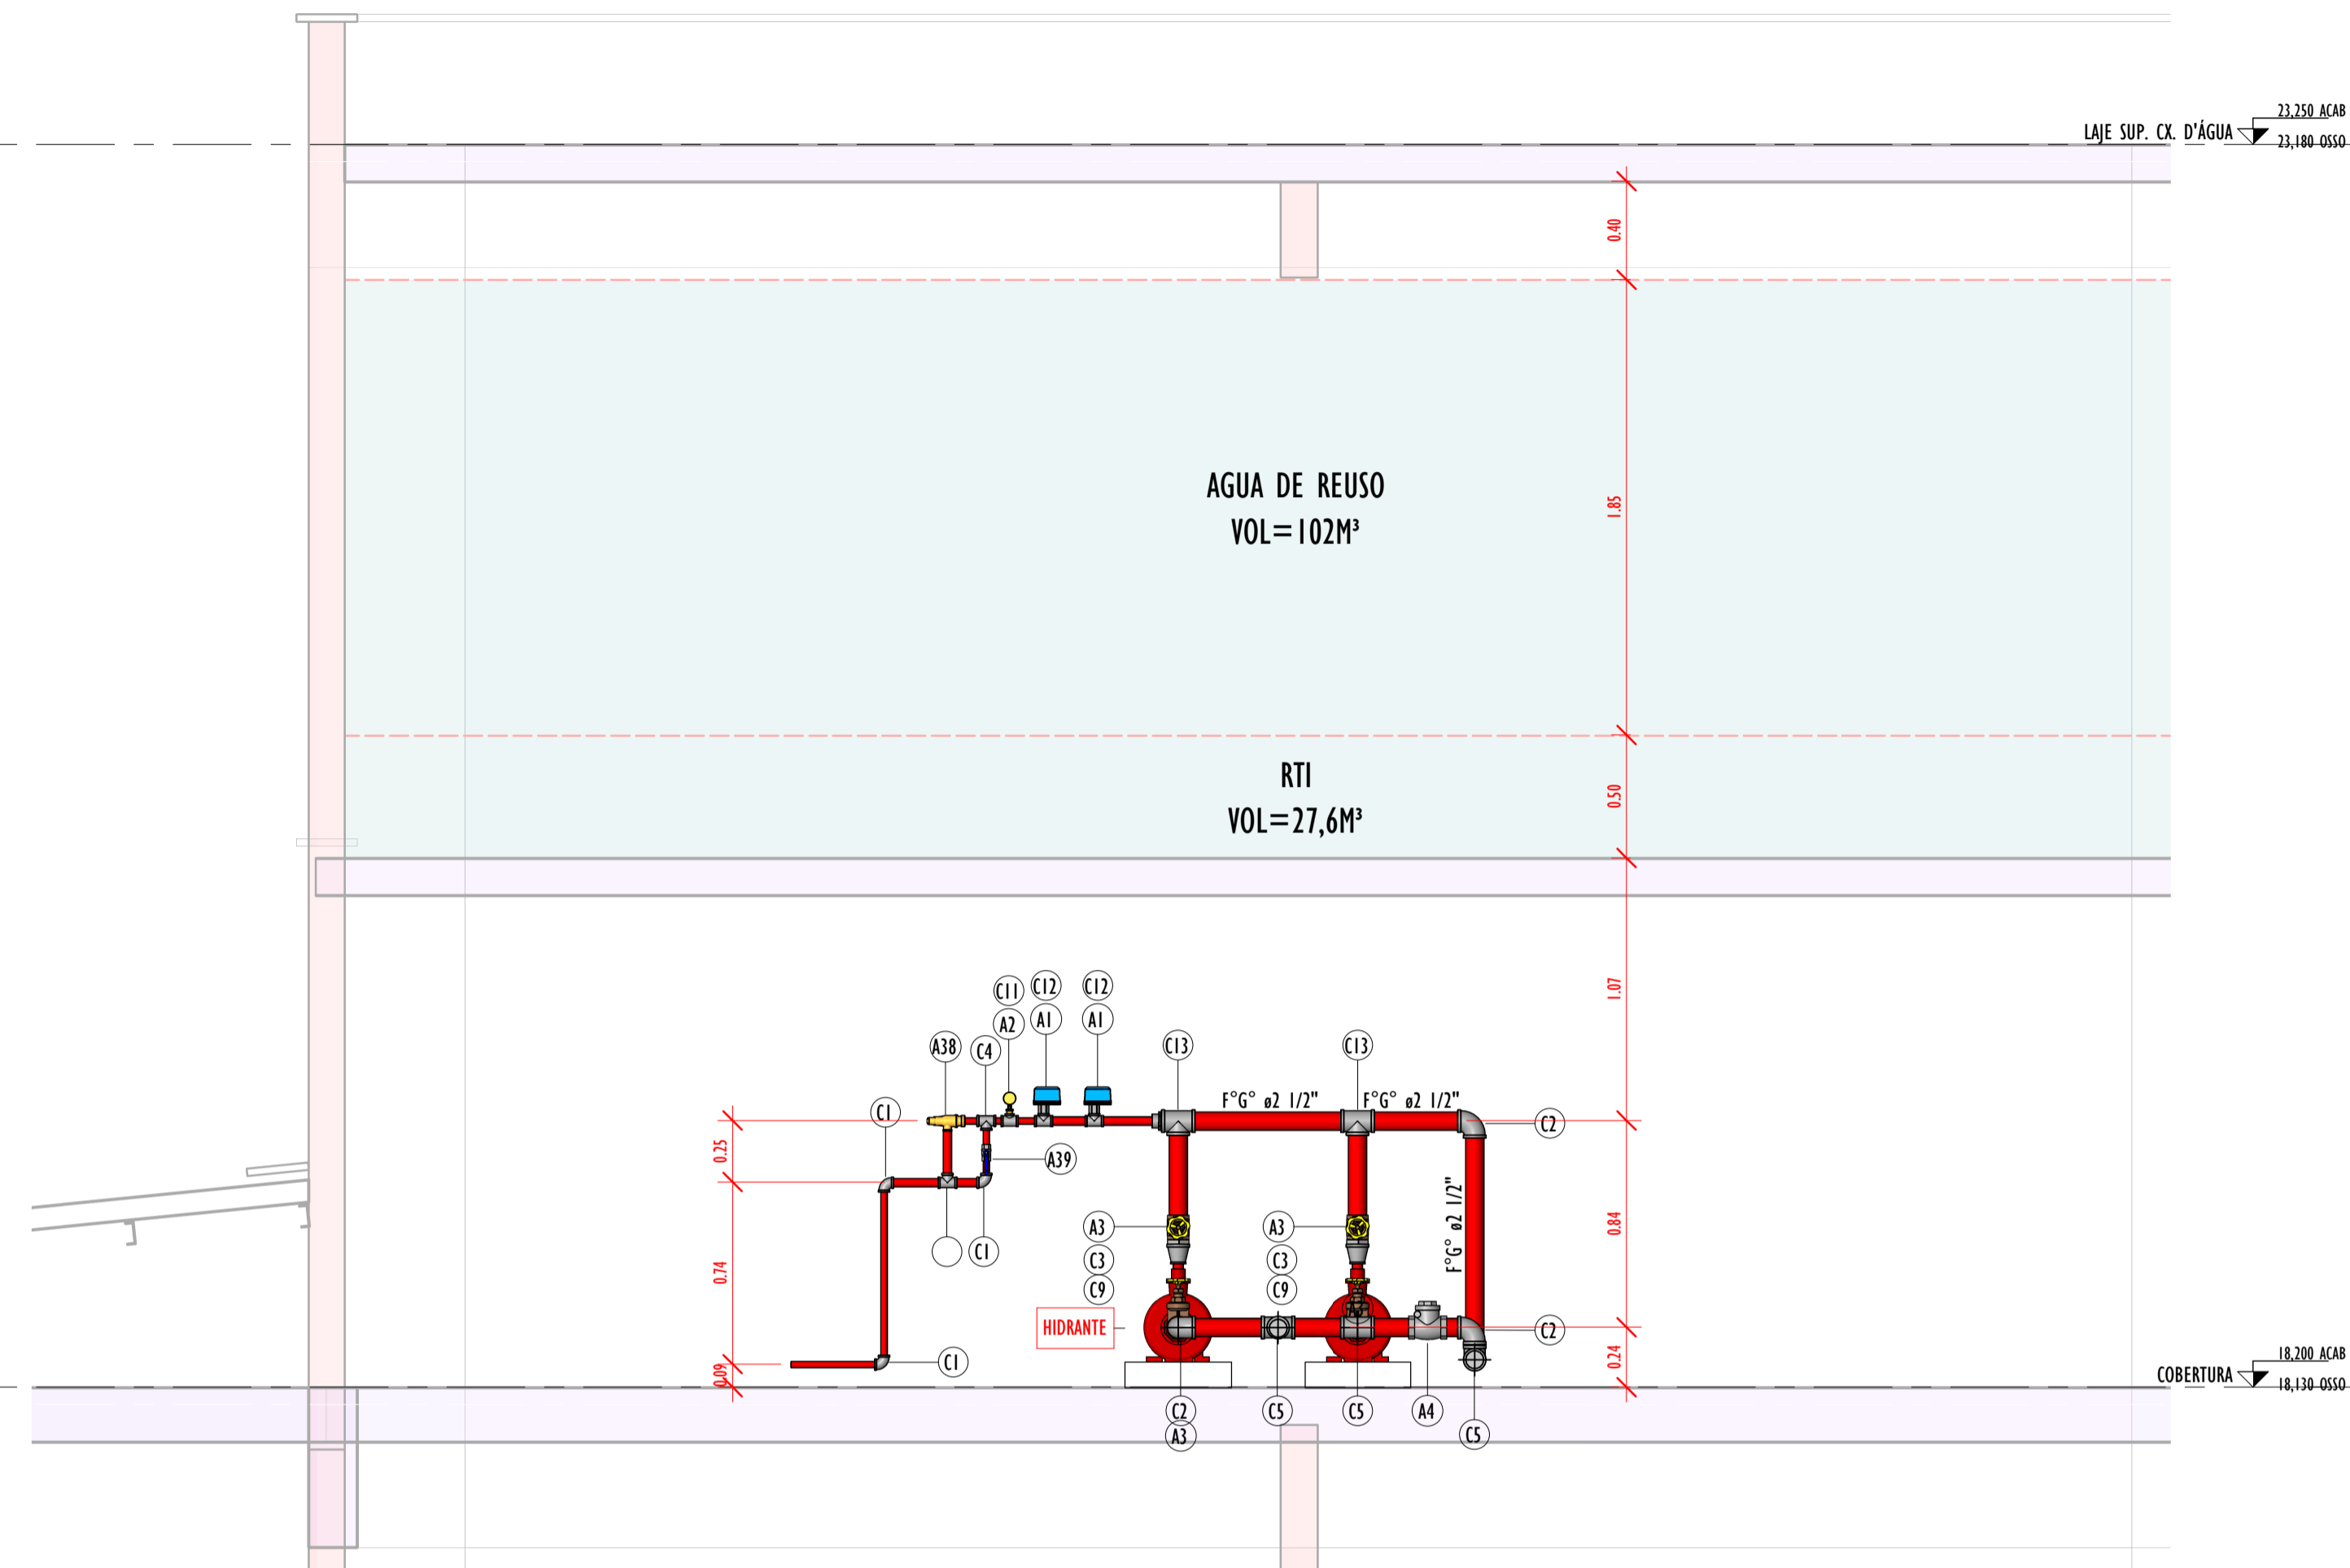 23,250 ACAB
LAJE SUP. CX. D'ÁGUA
23,180 OSSO
0.40
AGUA DE REUSO
VOL=102M³
1.85
RTI
VOL=27,6M³
0.50
1.07
C11
C12
C12
A2
A1
A1
A38
C4
C13
C13
C1
F°G° ø2 1/2"
F°G° ø2 1/2"
C2
0.25
A39
F°G° ø2 1/2"
0.84
A3
A3
C1
C3
C3
0.74
C9
C9
A3
HIDRANTE
C2
C1
0.24
0.09
18,200 ACAB
COBERTURA
18,130 OSSO
C2
C5
C5
A4
A3
C5